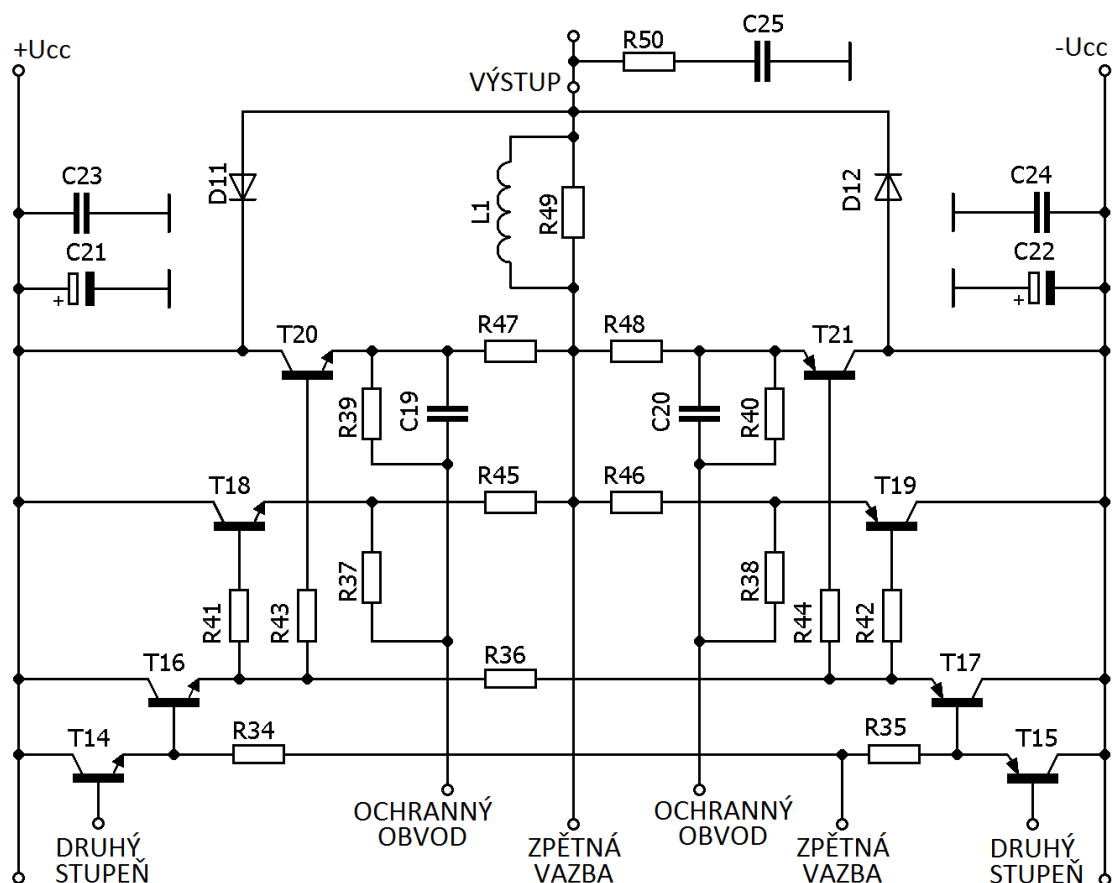 +Ucc
-Ucc
R50
C25
VÝSTUP
D11
L1
R49
D12
C23
C24
C21
+
C22
+
T20
R47
R48
T21
R39
C19
C20
R40
T18
R45
R46
T19
R41
R43
R37
R38
R44
R42
T16
R36
T17
T14
R34
R35
T15
DRUHÝ
STUPEŇ
OCHRANNÝ
OBVOD
ZPĚTNÁ
VAZBA
OCHRANNÝ
OBVOD
ZPĚTNÁ
VAZBA
DRUHÝ
STUPEŇ